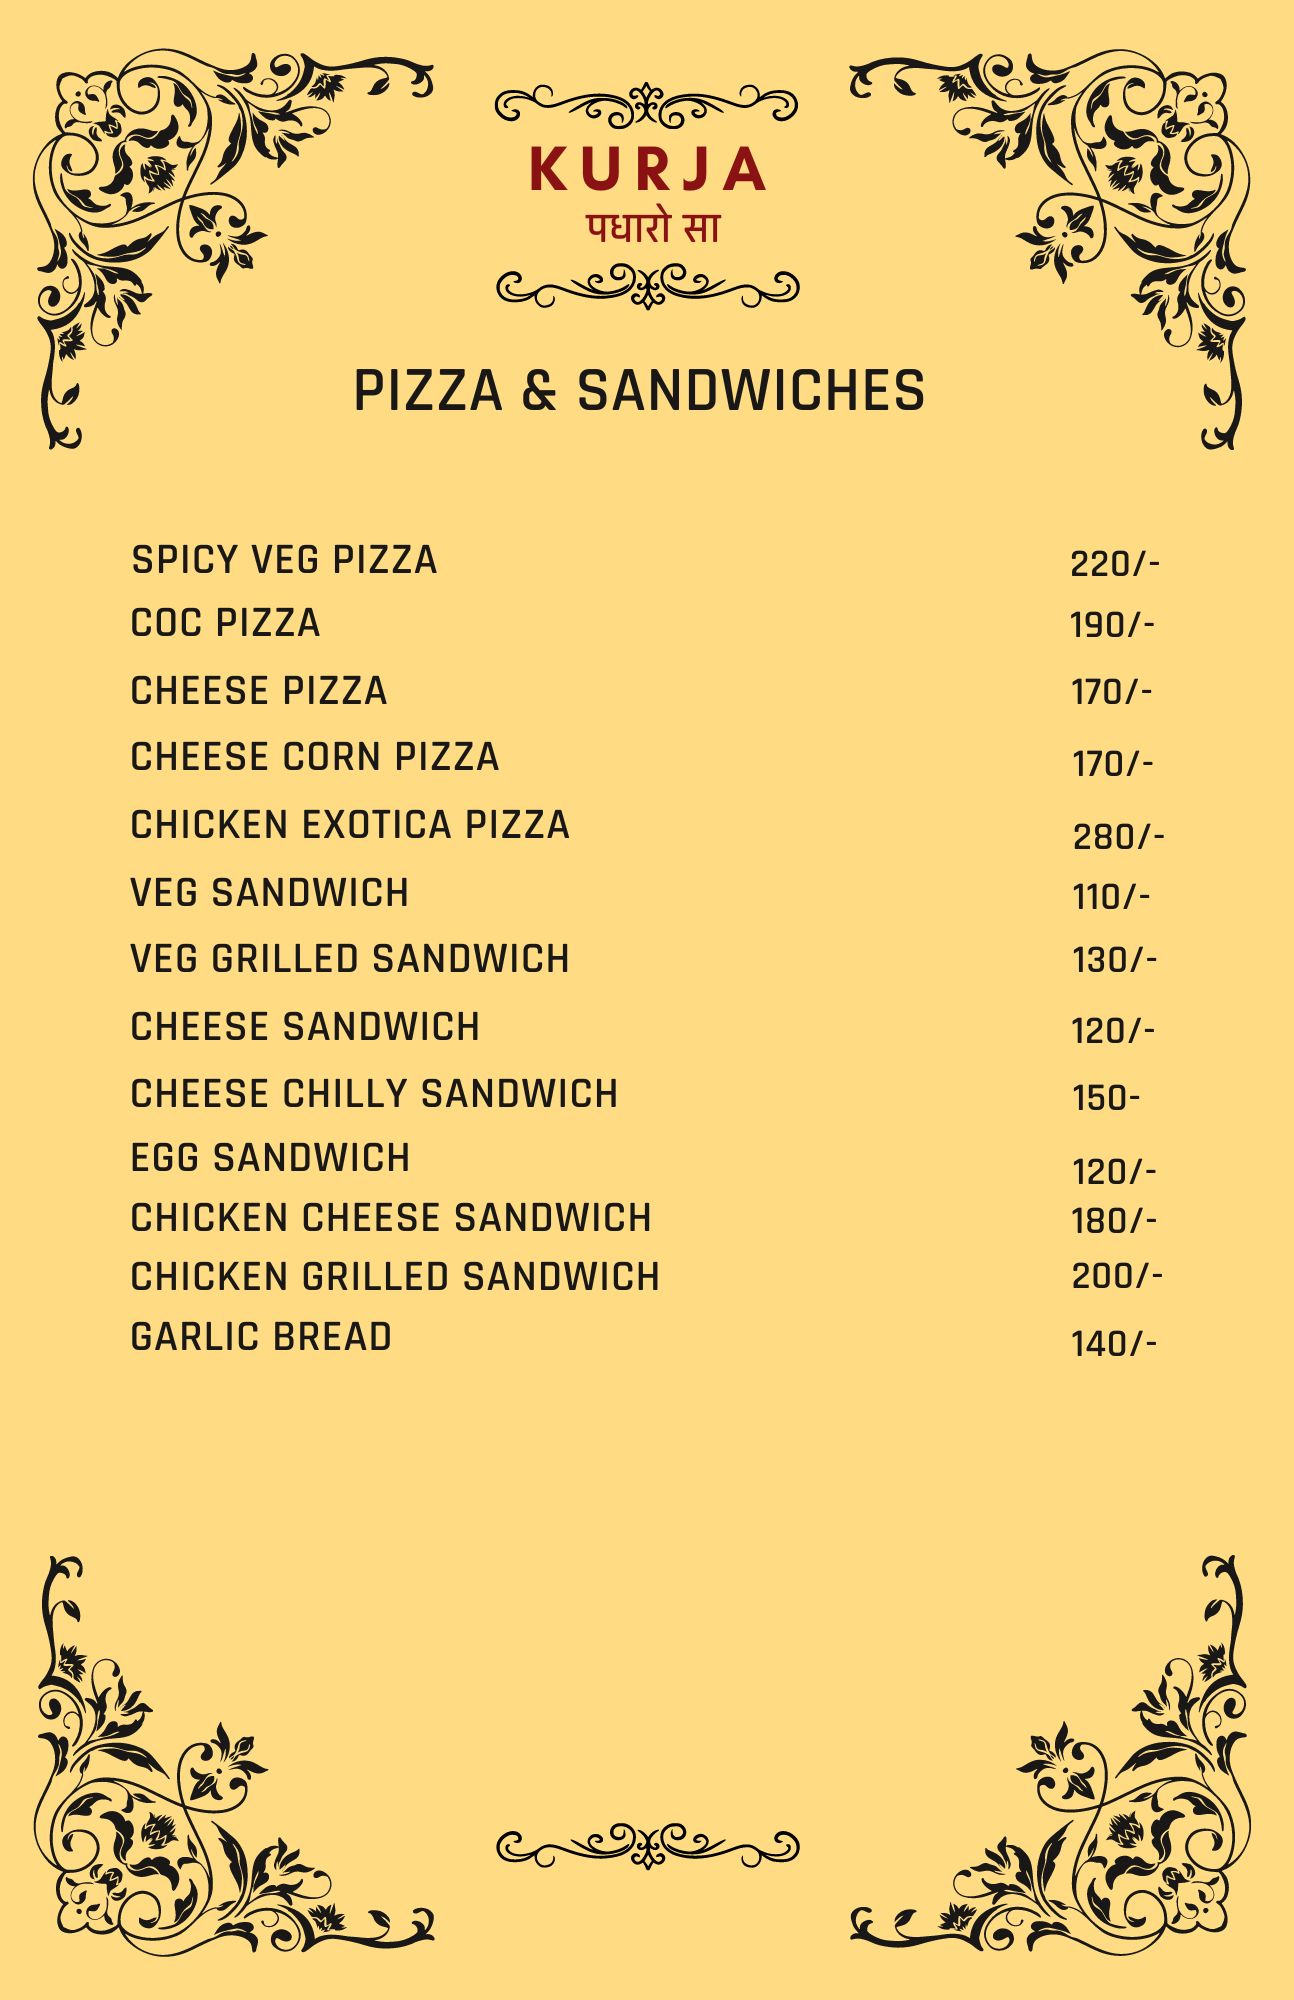 KURJA
पधारो सा
PIZZA & SANDWICHES
SPICY VEG PIZZA 220/-
COC PIZZA 190/-
CHEESE PIZZA 170/-
CHEESE CORN PIZZA 170/-
CHICKEN EXOTICA PIZZA 280/-
VEG SANDWICH 110/-
VEG GRILLED SANDWICH 130/-
CHEESE SANDWICH 120/-
CHEESE CHILLY SANDWICH 150-
EGG SANDWICH 120/-
CHICKEN CHEESE SANDWICH 180/-
CHICKEN GRILLED SANDWICH 200/-
GARLIC BREAD 140/-